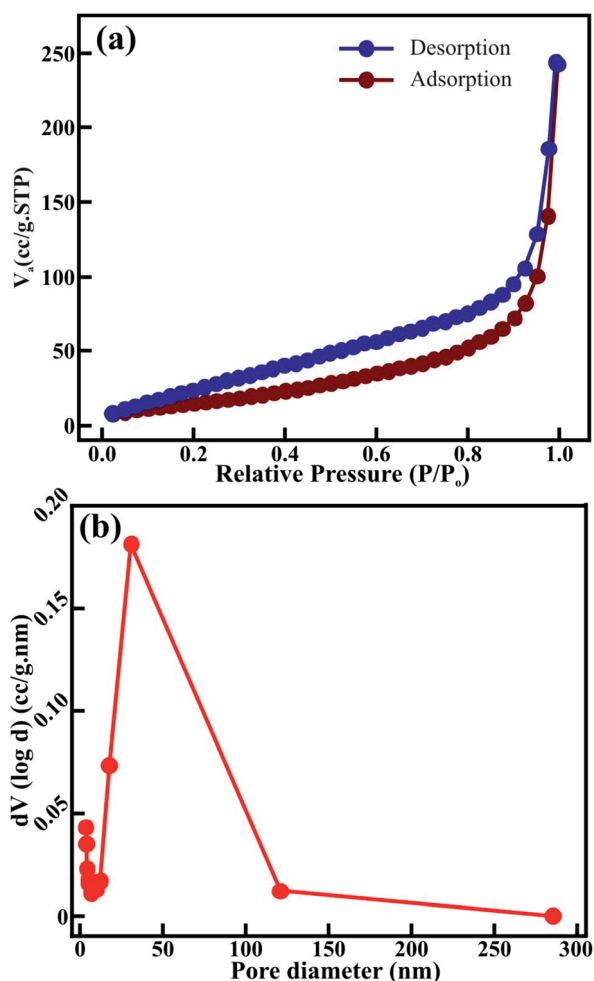 (a)
Desorption
Adsorption
250
200
150
100
50
0
Vₐ(cc/g.STP)
0.0 0.2 0.4 0.6 0.8 1.0
Relative Pressure (P/Pₒ)
(b)
0.20
0.15
0.10
0.05
0
dV (log d) (cc/g.nm)
0 50 100 150 200 250 300
Pore diameter (nm)